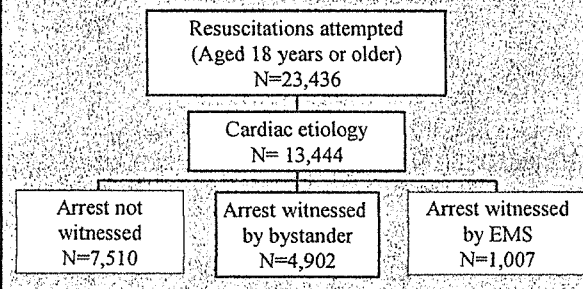 Resuscitations attempted
(Aged 18 years or older)
N=23,436
Cardiac etiology
N= 13,444
Arrest not
witnessed
N=7,510
Arrest witnessed
by bystander
N=4,902
Arrest witnessed
by EMS
N=1,007